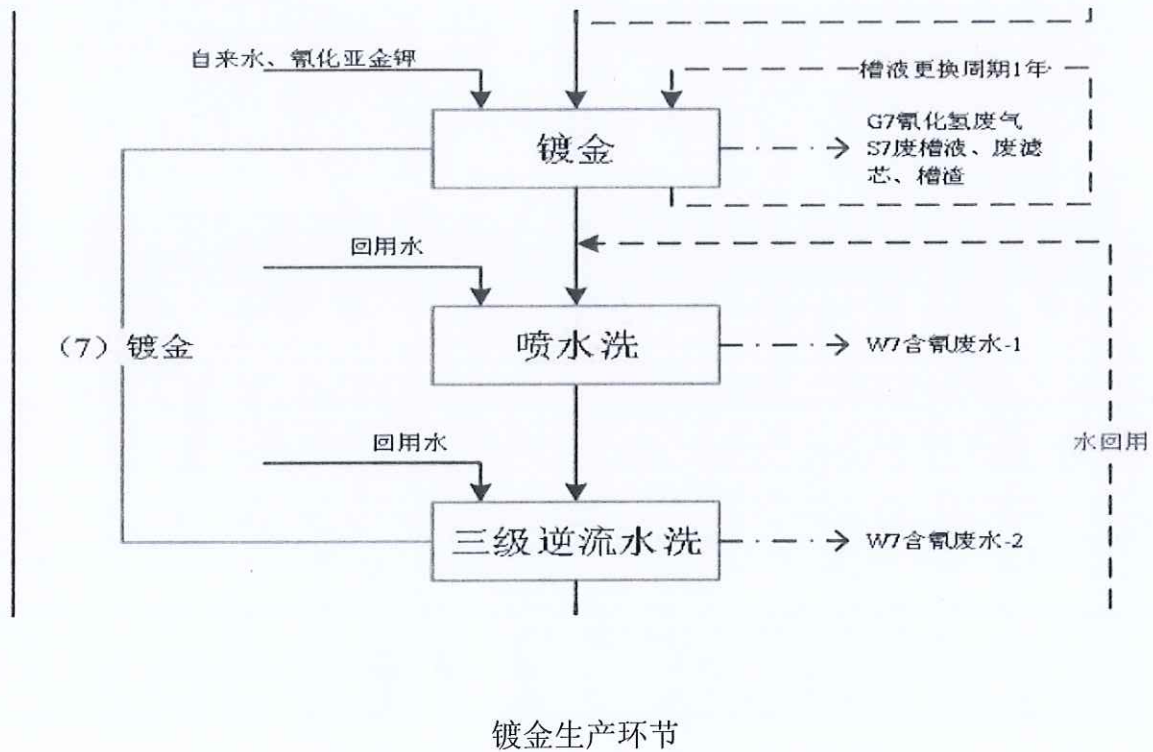 自来水、氰化亚金钾
槽液更换周期1年
镀金
G7氰化氢废气
S7废槽液、废滤
芯、槽渣
回用水
(7)镀金
喷水洗
W7含氰废水-1
回用水
水回用
三级逆流水洗
W7含氰废水-2
镀金生产环节